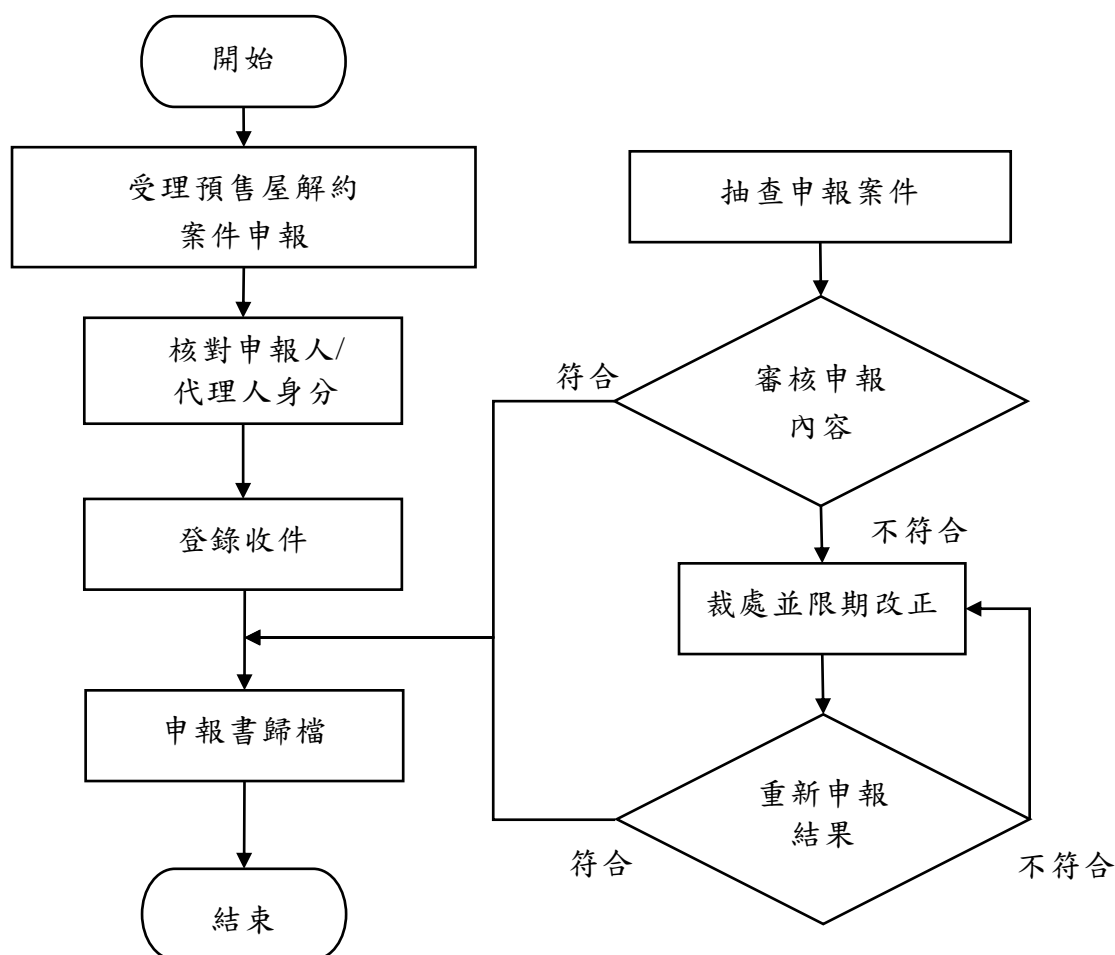 開始
受理預售屋解約
案件申報
核對申報人/
代理人身分
登錄收件
申報書歸檔
結束
抽查申報案件
審核申報
內容
符合
不符合
裁處並限期改正
重新申報
結果
符合
不符合